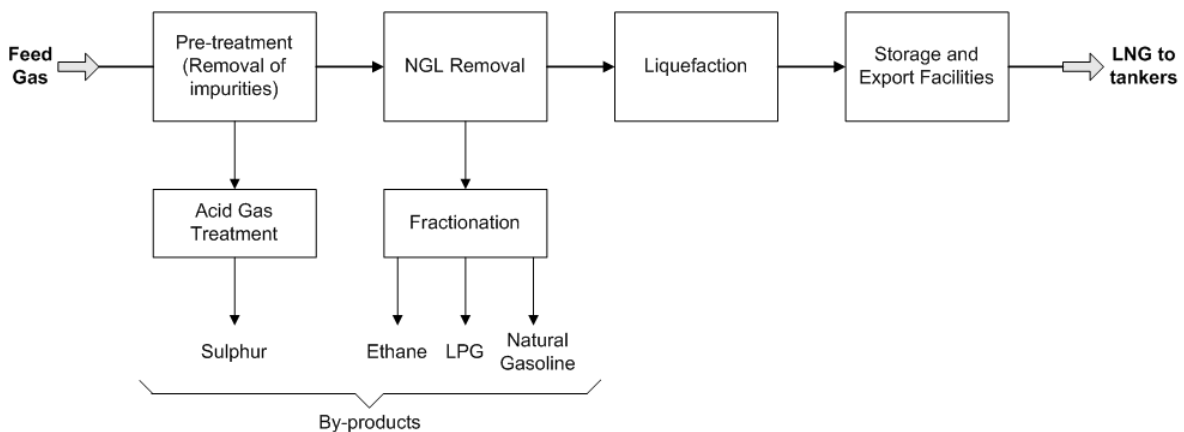 Feed
Gas
Pre-treatment
(Removal of
impurities)
NGL Removal
Liquefaction
Storage and
Export Facilities
LNG to
tankers
Acid Gas
Treatment
Fractionation
Sulphur
Ethane
LPG
Natural
Gasoline
By-products